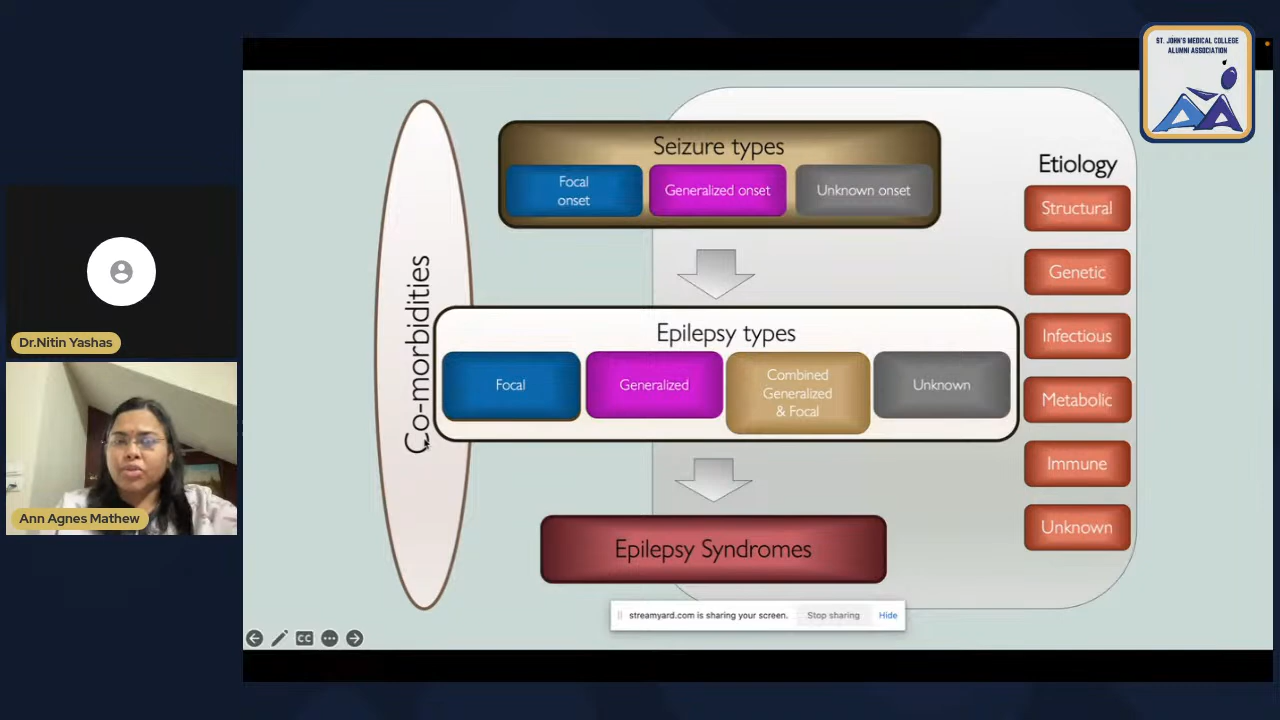 ST. JOHN'S MEDICAL COLLEGE
ALUMNI ASSOCIATION
Seizure types
Focal
onset
Generalized onset
Unknown onset
Etiology
Structural
Genetic
Infectious
Metabolic
Immune
Unknown
Co-morbidities
Epilepsy types
Focal
Generalized
Combined
Generalized
& Focal
Unknown
Epilepsy Syndromes
streamyard.com is sharing your screen.
Stop sharing
Hide
CC
Dr.Nitin Yashas
Ann Agnes Mathew